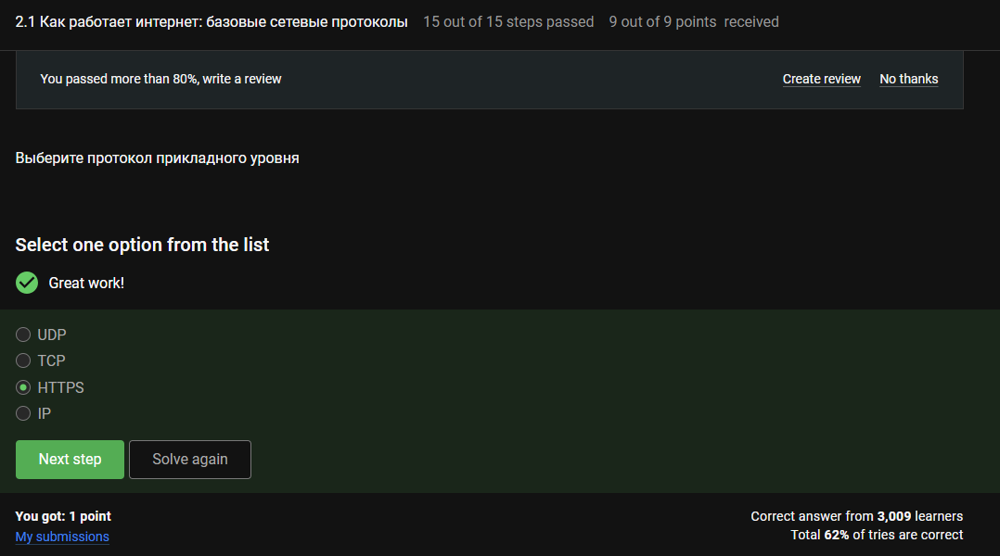 2.1 Как работает интернет: базовые сетевые протоколы 15 out of 15 steps passed 9 out of 9 points received
You passed more than 80%, write a review Create review No thanks
Выберите протокол прикладного уровня
Select one option from the list
Great work!
UDP
TCP
HTTPS
IP
Next step Solve again
You got: 1 point
My submissions
Correct answer from 3,009 learners
Total 62% of tries are correct